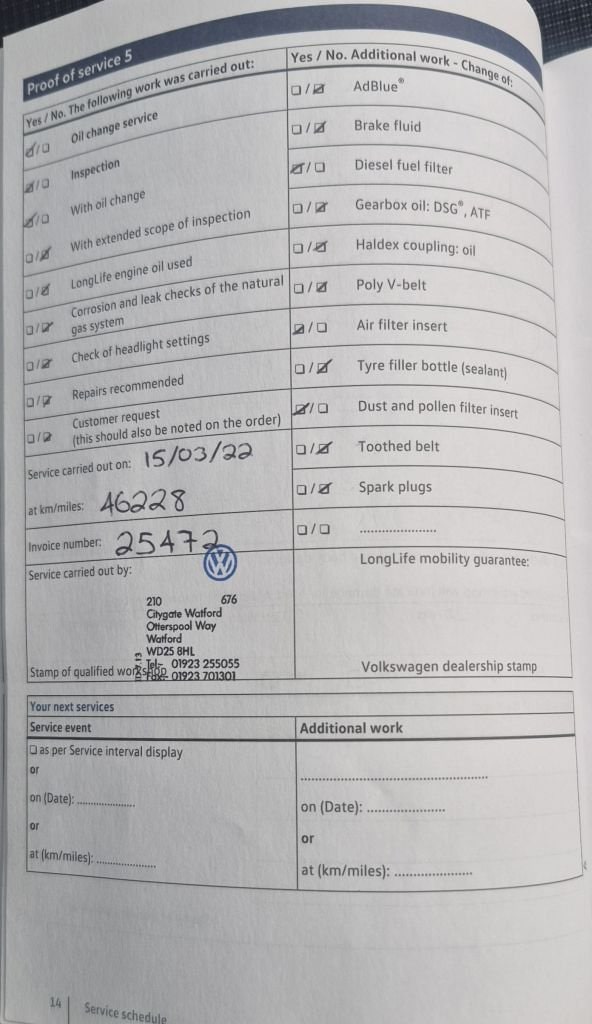 Proof of service 5
Yes / No. The following work was carried out:
☑/☐ Oil change service
☑/☐ Inspection
☑/☐ With oil change
☐/☑ With extended scope of inspection
☐/☑ LongLife engine oil used
☐/☑ Corrosion and leak checks of the natural
gas system
☐/☑ Check of headlight settings
☐/☑ Repairs recommended
☐/☑ Customer request
(this should also be noted on the order)
Service carried out on: 15/03/22
at km/miles: 46228
Invoice number: 25472
Service carried out by:
VW
210 676
Citygate Watford
Otterspool Way
Watford
WD25 8HL
Tel:- 01923 255055
Fax:- 01923 701301
Stamp of qualified workshop
Yes / No. Additional work - Change of:
☐/☑ AdBlue®
☐/☑ Brake fluid
☑/☐ Diesel fuel filter
☐/☑ Gearbox oil: DSG®, ATF
☐/☑ Haldex coupling: oil
☐/☑ Poly V-belt
☑/☐ Air filter insert
☐/☑ Tyre filler bottle (sealant)
☑/☐ Dust and pollen filter insert
☐/☑ Toothed belt
☐/☑ Spark plugs
☐/☐ ......................
LongLife mobility guarantee:
Volkswagen dealership stamp
Your next services
Service event
☐ as per Service interval display
or
on (Date): ................
or
at (km/miles): ................
Additional work
..................................................
on (Date): ......................
or
at (km/miles): ......................
14 | Service schedule